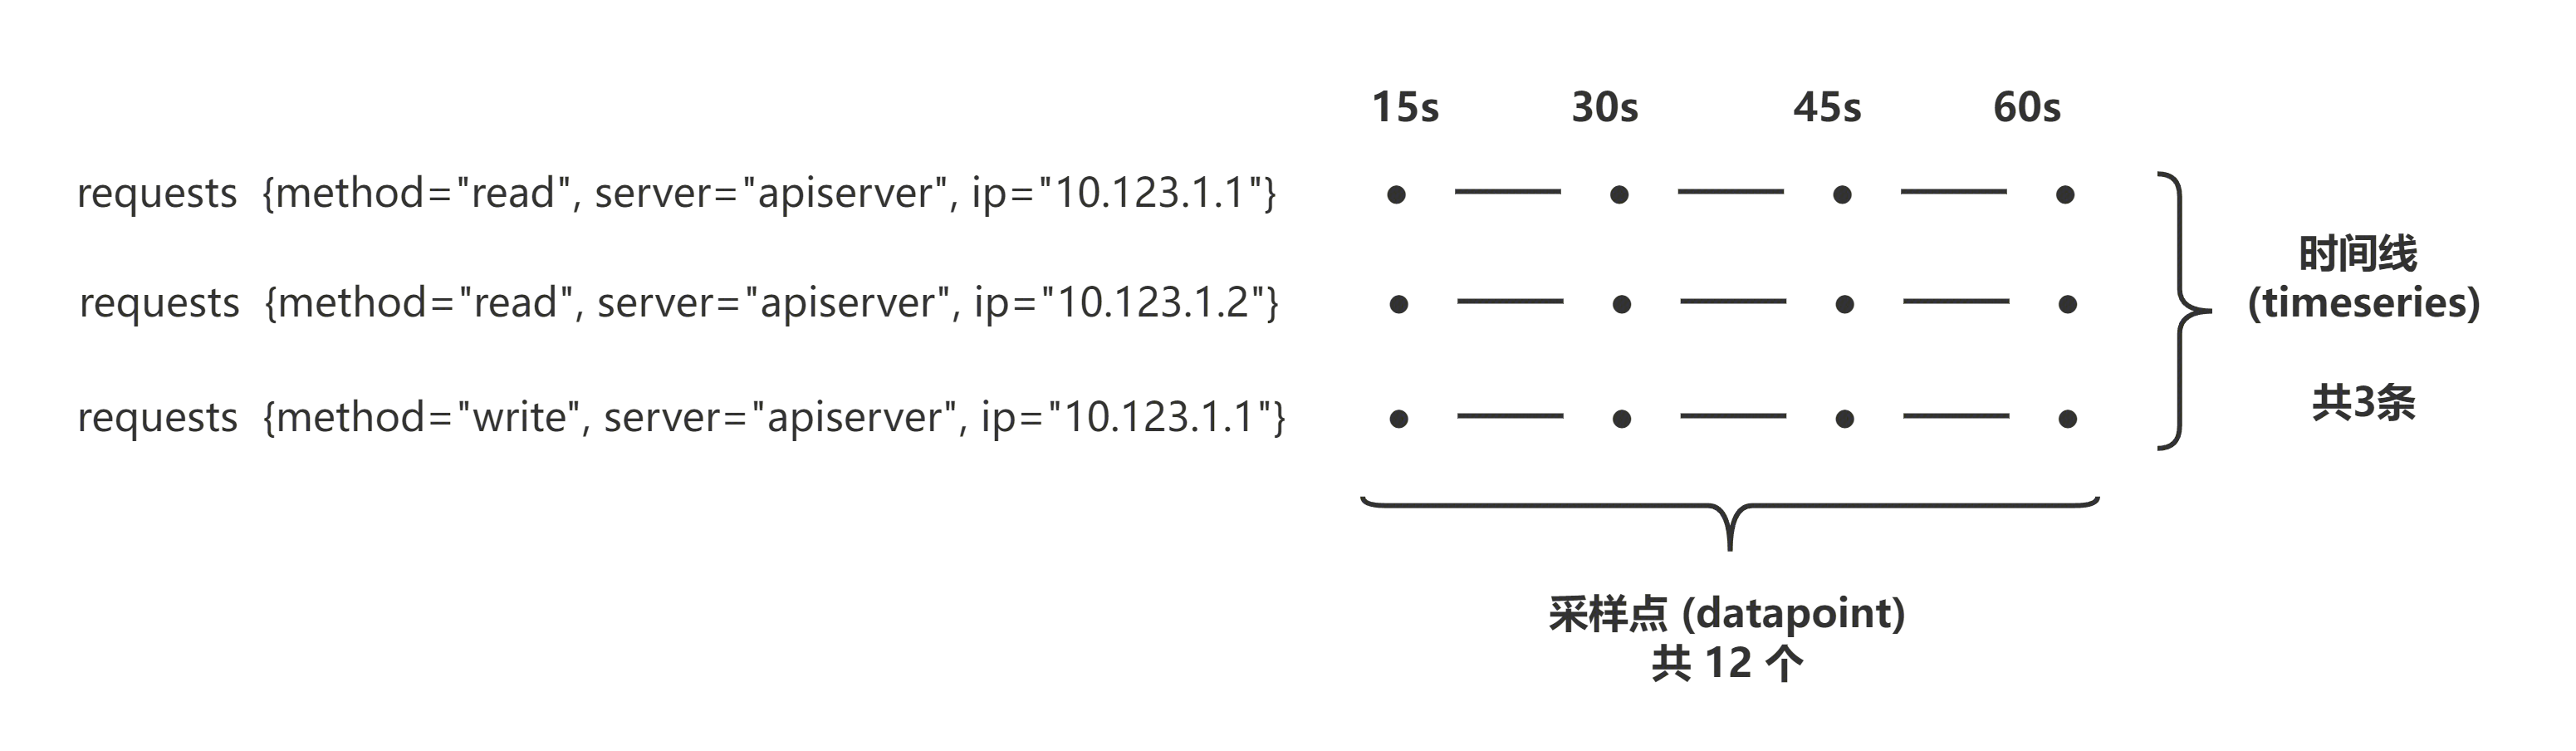 15s 30s 45s 60s
requests {method="read", server="apiserver", ip="10.123.1.1"}
requests {method="read", server="apiserver", ip="10.123.1.2"}
requests {method="write", server="apiserver", ip="10.123.1.1"}
时间线
(timeseries)
共3条
采样点 (datapoint)
共 12 个